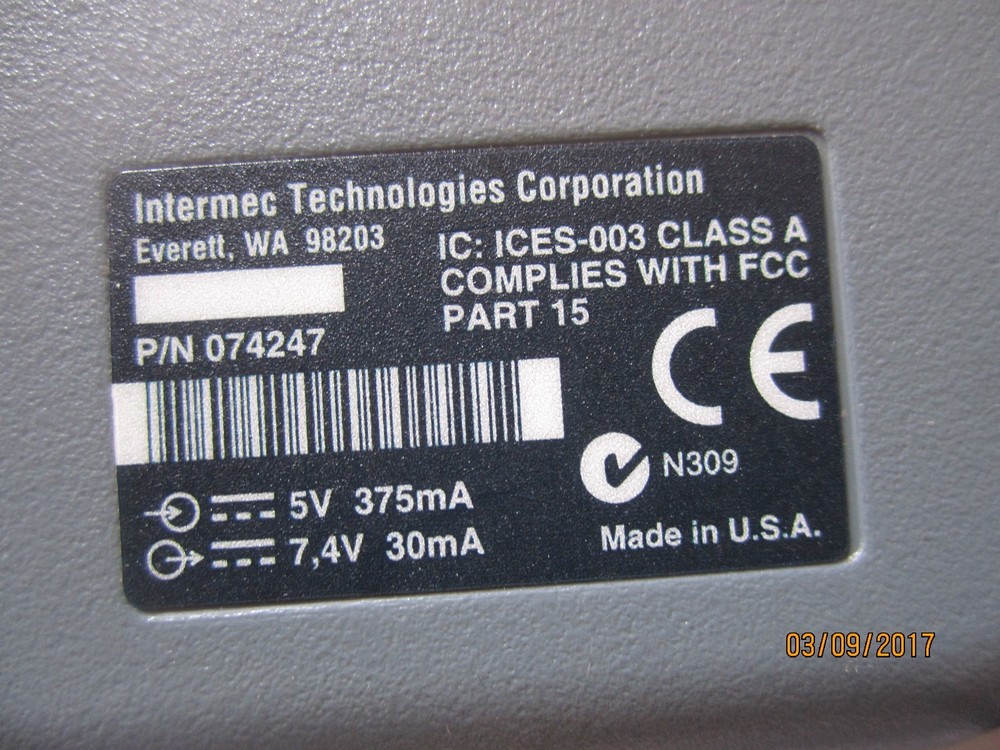 Intermec Technologies Corporation
Everett, WA 98203
IC: ICES-003 CLASS A
COMPLIES WITH FCC
PART 15
P/N 074247
CE
N309
5V 375mA
7,4V 30mA
Made in U.S.A.
03/09/2017